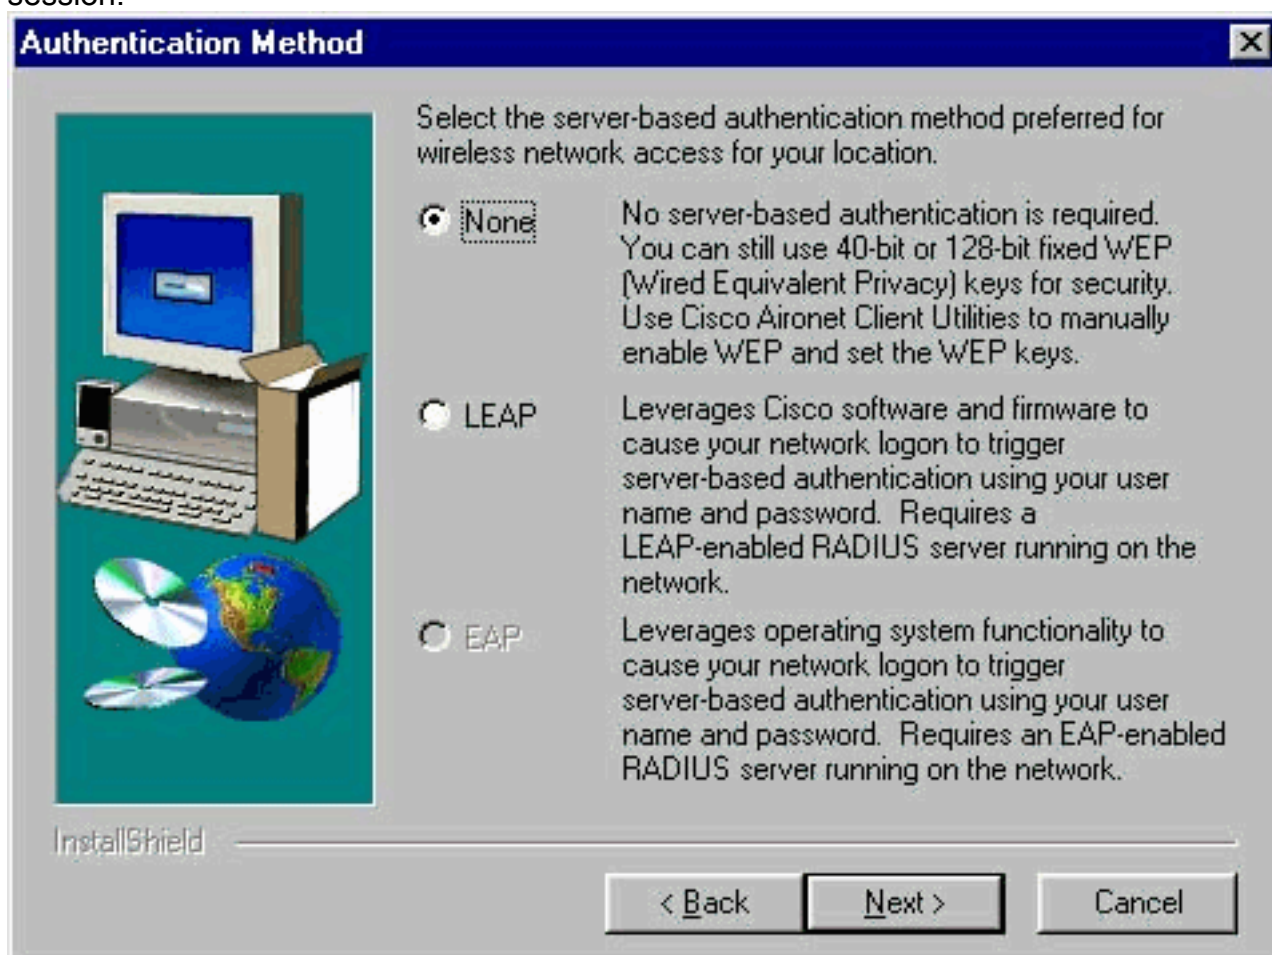 session.
Authentication Method
Select the server-based authentication method preferred for
wireless network access for your location.
None
No server-based authentication is required.
You can still use 40-bit or 128-bit fixed WEP
(Wired Equivalent Privacy) keys for security.
Use Cisco Aironet Client Utilities to manually
enable WEP and set the WEP keys.
LEAP
Leverages Cisco software and firmware to
cause your network logon to trigger
server-based authentication using your user
name and password. Requires a
LEAP-enabled RADIUS server running on the
network.
EAP
Leverages operating system functionality to
cause your network logon to trigger
server-based authentication using your user
name and password. Requires an EAP-enabled
RADIUS server running on the network.
InstallShield
< Back
Next >
Cancel